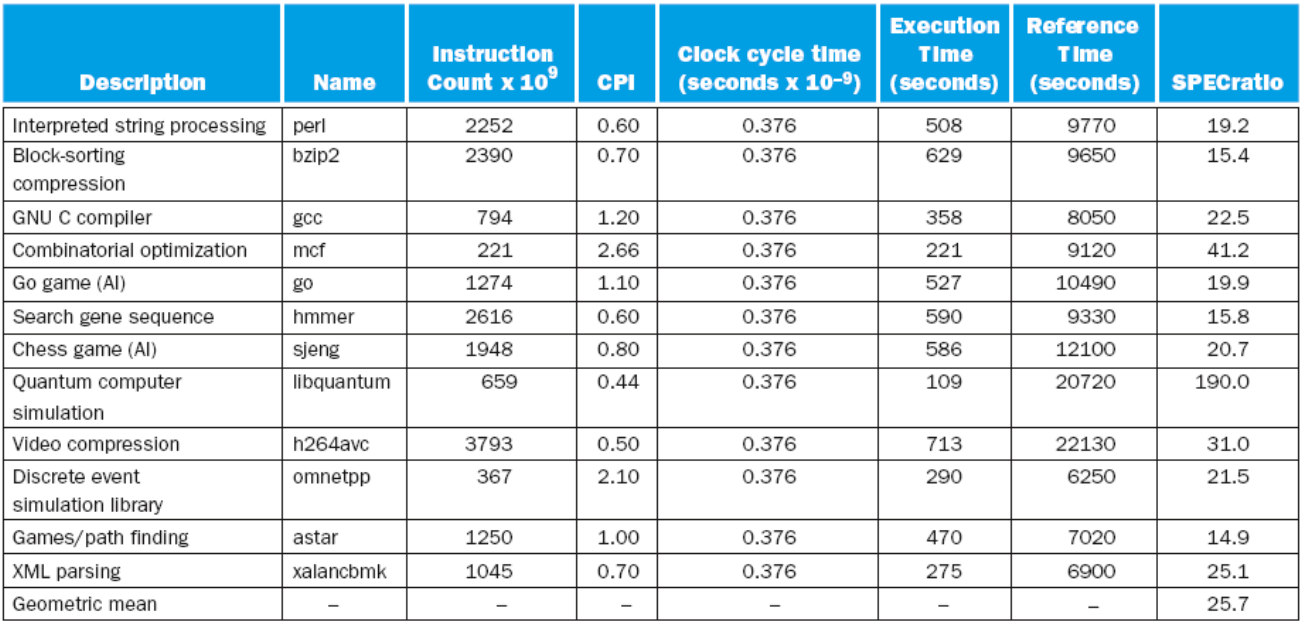 Description Name Instruction Count x 10^9 CPI Clock cycle time (seconds x 10^–9) Execution Time (seconds) Reference Time (seconds) SPECratio
Interpreted string processing perl 2252 0.60 0.376 508 9770 19.2
Block-sorting bzip2 2390 0.70 0.376 629 9650 15.4
compression
GNU C compiler gcc 794 1.20 0.376 358 8050 22.5
Combinatorial optimization mcf 221 2.66 0.376 221 9120 41.2
Go game (AI) go 1274 1.10 0.376 527 10490 19.9
Search gene sequence hmmer 2616 0.60 0.376 590 9330 15.8
Chess game (AI) sjeng 1948 0.80 0.376 586 12100 20.7
Quantum computer libquantum 659 0.44 0.376 109 20720 190.0
simulation
Video compression h264avc 3793 0.50 0.376 713 22130 31.0
Discrete event omnetpp 367 2.10 0.376 290 6250 21.5
simulation library
Games/path finding astar 1250 1.00 0.376 470 7020 14.9
XML parsing xalancbmk 1045 0.70 0.376 275 6900 25.1
Geometric mean – – – – – – 25.7